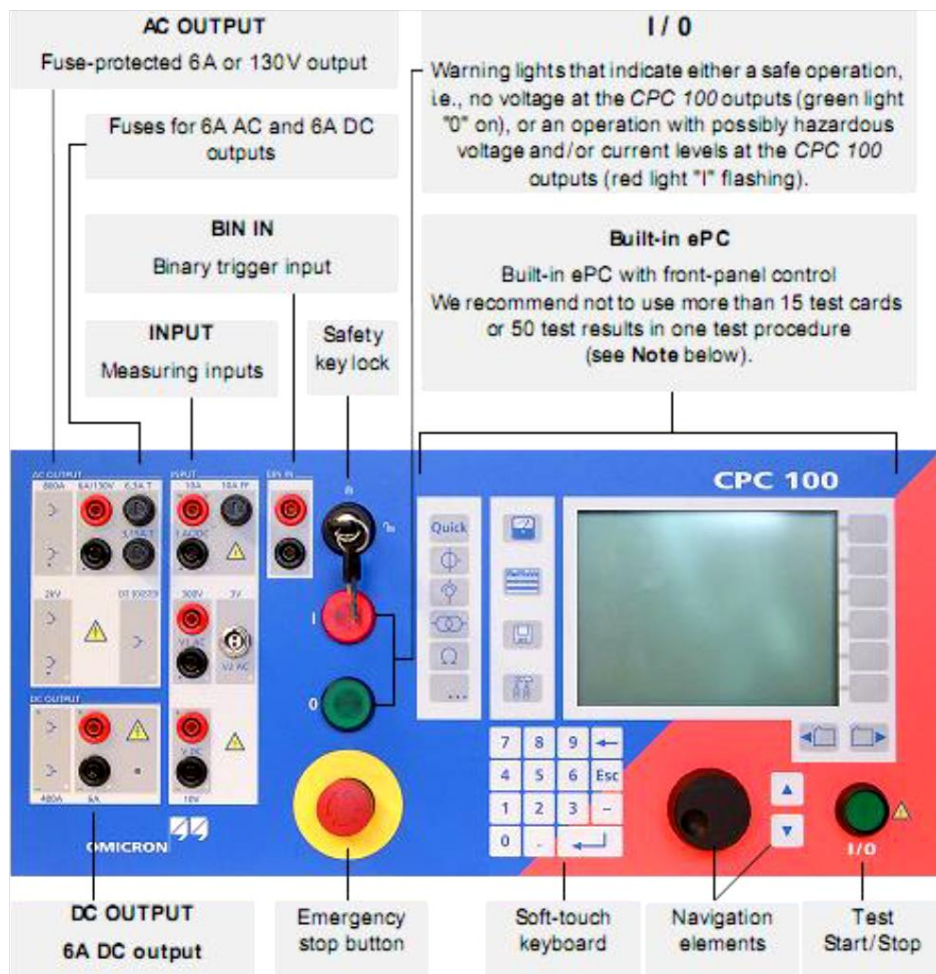 AC OUTPUT
Fuse-protected 6A or 130V output
Fuses for 6A AC and 6A DC
outputs
BIN IN
Binary trigger input
INPUT
Measuring inputs
Safety
key lock
I / 0
Warning lights that indicate either a safe operation,
i.e., no voltage at the CPC 100 outputs (green light
"0" on), or an operation with possibly hazardous
voltage and/or current levels at the CPC 100
outputs (red light "I" flashing).
Built-in ePC
Built-in ePC with front-panel control
We recommend not to use more than 15 test cards
or 50 test results in one test procedure
(see Note below).
AC OUTPUT
800A
6A/130V
6,3A T
3,15A T
2kV
INPUT
10A
10A FF
I AC/DC
300V
3V
V1 AC
V2 AC
V DC
10V
BIN IN
DC OUTPUT
400A
6A
OMICRON
I
0
CPC 100
Quick
Ω
...
7 8 9
4 5 6 Esc
1 2 3 -
0 .
I/O
DC OUTPUT
6A DC output
Emergency
stop button
Soft-touch
keyboard
Navigation
elements
Test
Start/Stop